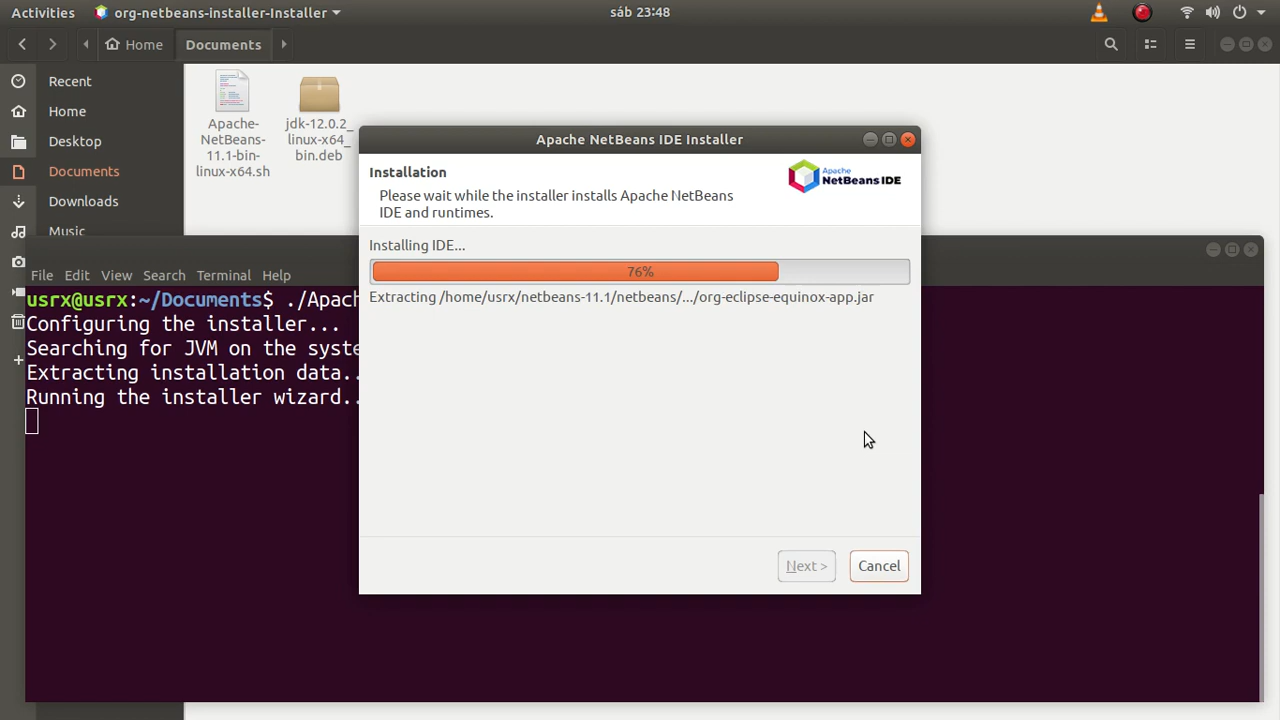 Activities
org-netbeans-installer-Installer
sáb 23:48
Home
Documents
Recent
Home
Desktop
Documents
Downloads
Music
Apache-
NetBeans-
11.1-bin-
linux-x64.sh
jdk-12.0.2_
linux-x64_
bin.deb
File Edit View Search Terminal Help
usrx@usrx:~/Documents$ ./Apac
Configuring the installer...
Searching for JVM on the syste
Extracting installation data..
Running the installer wizard..
Apache NetBeans IDE Installer
Installation
Please wait while the installer installs Apache NetBeans
IDE and runtimes.
Apache
NetBeans IDE
Installing IDE...
76%
Extracting /home/usrx/netbeans-11.1/netbeans/.../org-eclipse-equinox-app.jar
Next >
Cancel